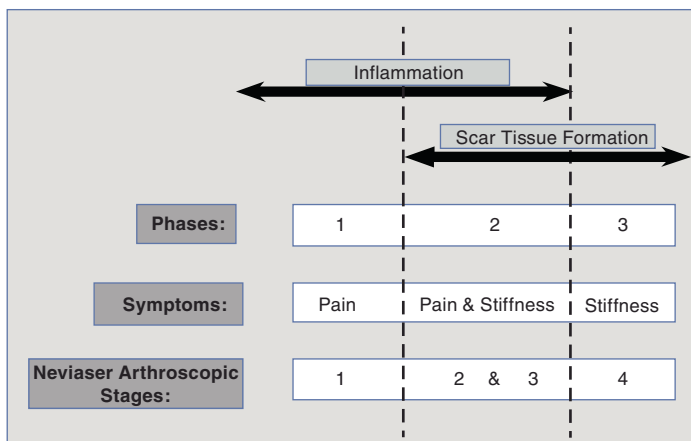 Inflammation
Scar Tissue Formation
Phases: 1 2 3
Symptoms: Pain Pain & Stiffness Stiffness
Neviaser Arthroscopic
Stages: 1 2 & 3 4